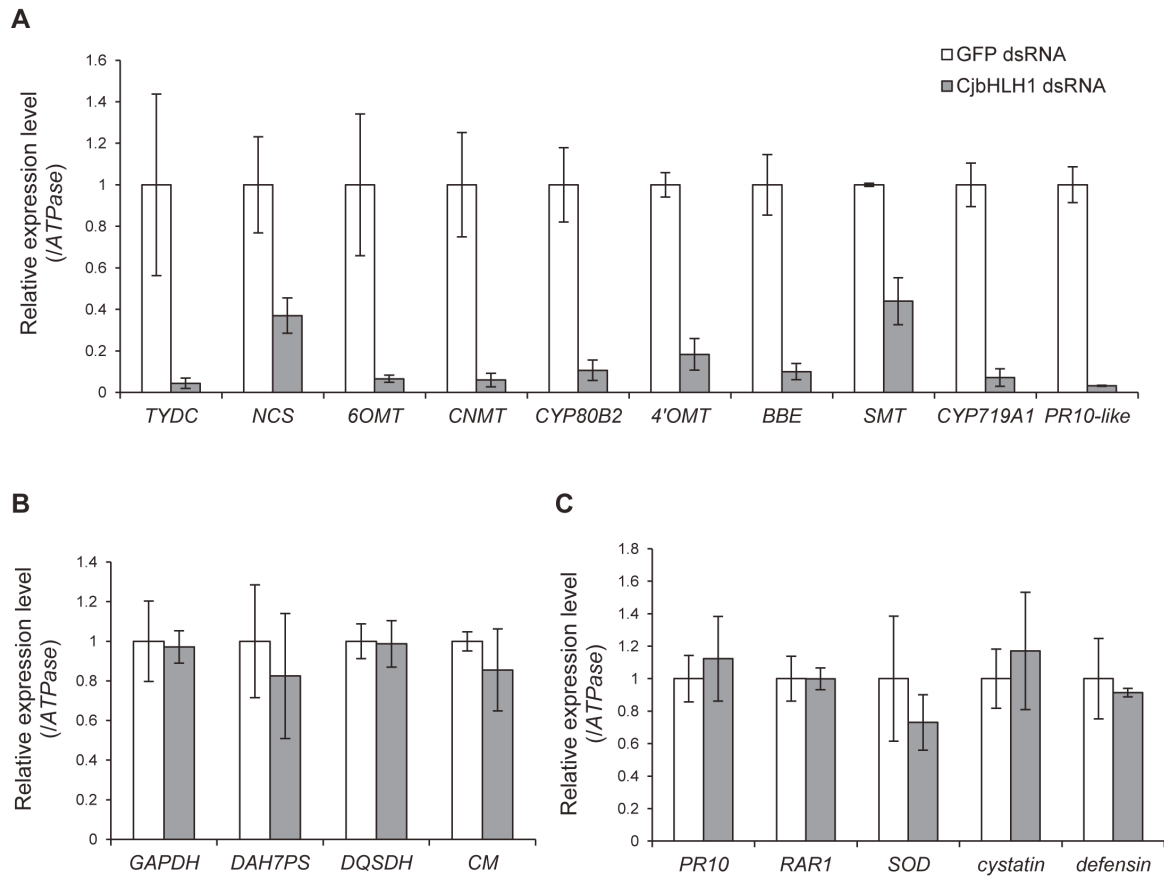 A
GFP dsRNA
CjbHLH1 dsRNA
Relative expression level
(/ATPase)
1.6
1.4
1.2
1
0.8
0.6
0.4
0.2
0
TYDC NCS 6OMT CNMT CYP80B2 4'OMT BBE SMT CYP719A1 PR10-like
B
Relative expression level
(/ATPase)
1.4
1.2
1
0.8
0.6
0.4
0.2
0
GAPDH DAH7PS DQSDH CM
C
Relative expression level
(/ATPase)
1.8
1.6
1.4
1.2
1
0.8
0.6
0.4
0.2
0
PR10 RAR1 SOD cystatin defensin